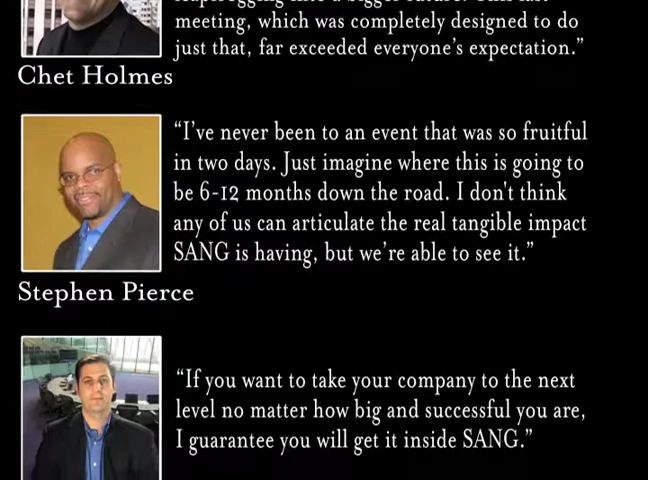 meeting, which was completely designed to do
just that, far exceeded everyone's expectation.”
Chet Holmes
“I've never been to an event that was so fruitful
in two days. Just imagine where this is going to
be 6-12 months down the road. I don't think
any of us can articulate the real tangible impact
SANG is having, but we're able to see it.”
Stephen Pierce
“If you want to take your company to the next
level no matter how big and successful you are,
I guarantee you will get it inside SANG.”